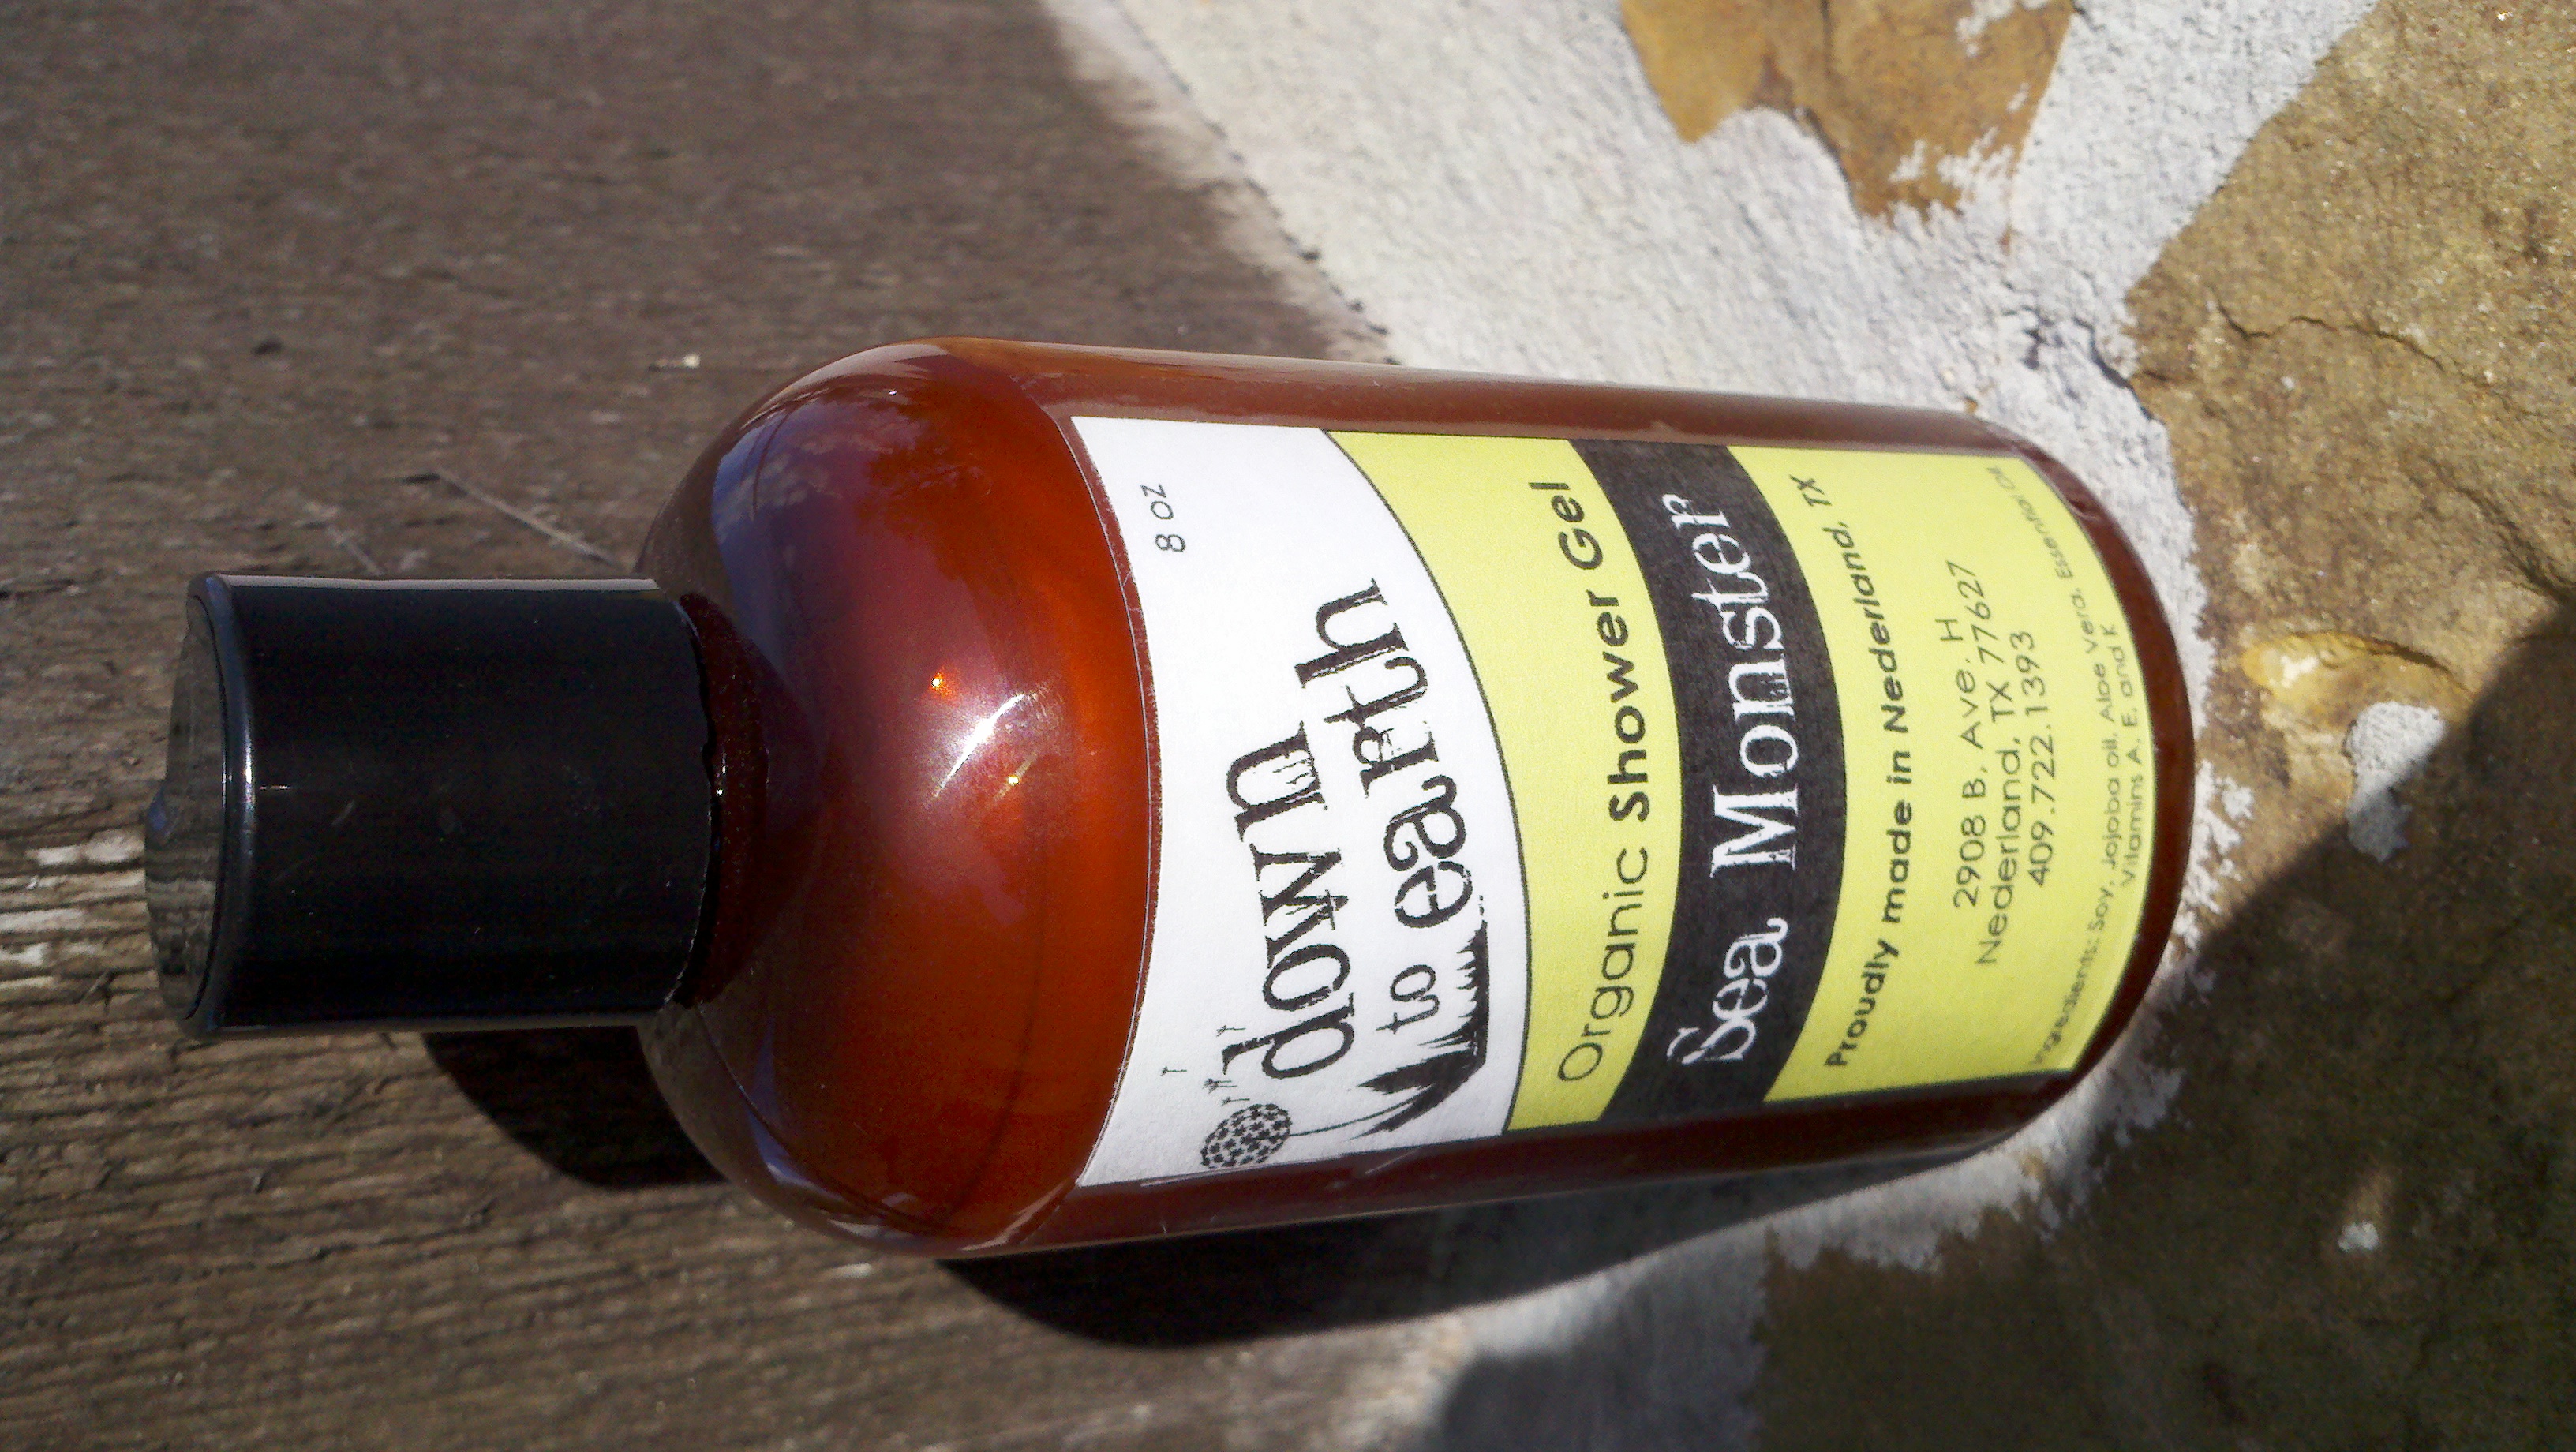 8 oz
down
to earth
Organic Shower Gel
Sea Monster
Proudly made in Nederland, TX
2908 B, Ave. H
Nederland, TX 77627
409.722.1393
Ingredients: Soy, Jojoba oil, Aloe Vera, Essential Oil,
Vitamins A, E, and K